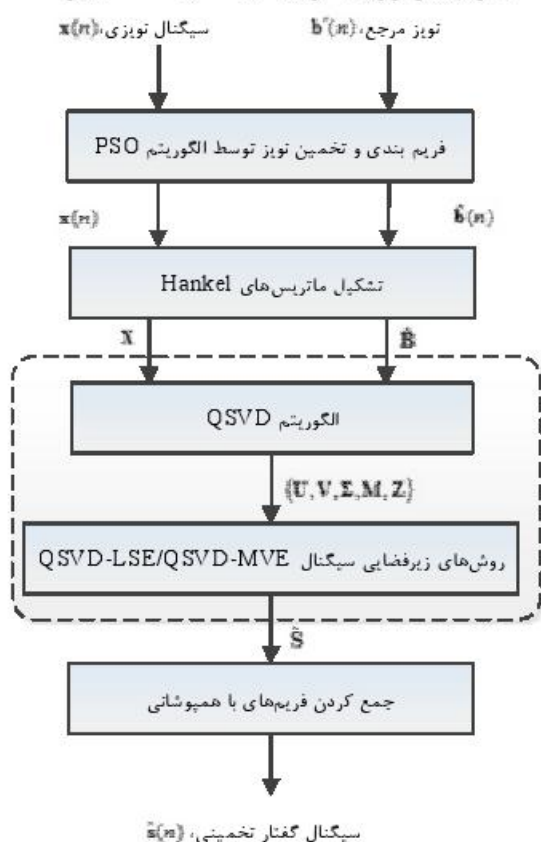 نویز مرجع، b′(n)
سیگنال نویزی، x(n)
فریم بندی و تخمین نویز توسط الگوریتم PSO
x(n)
b̂(n)
تشکیل ماتریس‌های Hankel
X
B̂
الگوریتم QSVD
{U, V, Σ, M, Z}
روش‌های زیرفضایی سیگنال QSVD-LSE/QSVD-MVE
Ŝ
جمع کردن فریم‌های با همپوشانی
سیگنال گفتار تخمینی، ŝ(n)